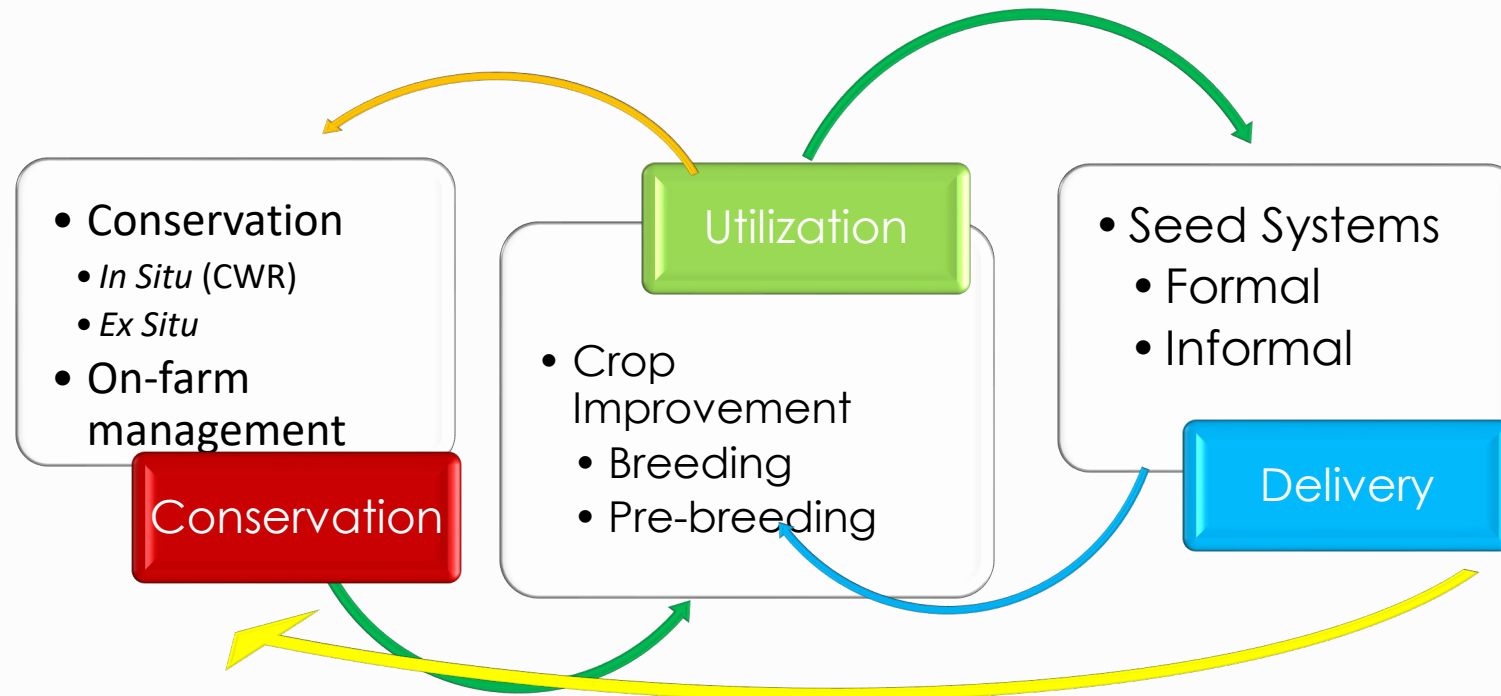 • Conservation
• In Situ (CWR)
• Ex Situ
• On-farm
management
Conservation
Utilization
• Crop
Improvement
• Breeding
• Pre-breeding
• Seed Systems
• Formal
• Informal
Delivery